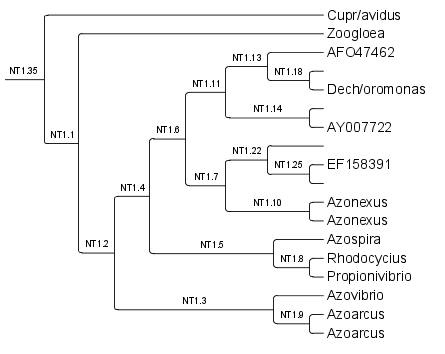 Cupr/avidus
Zoogloea
AFO47462
NT1.13
NT1.18
NT1.35
Dech/oromonas
NT1.11
NT1.14
AY007722
NT1.6
NT1.1
NT1.22
NT1.25
EF158391
NT1.7
NT1.4
NT1.10
Azonexus
Azonexus
Azospira
NT1.2
NT1.5
NT1.8
Rhodocycius
Propionivibrio
Azovibrio
NT1.3
NT1.9
Azoarcus
Azoarcus